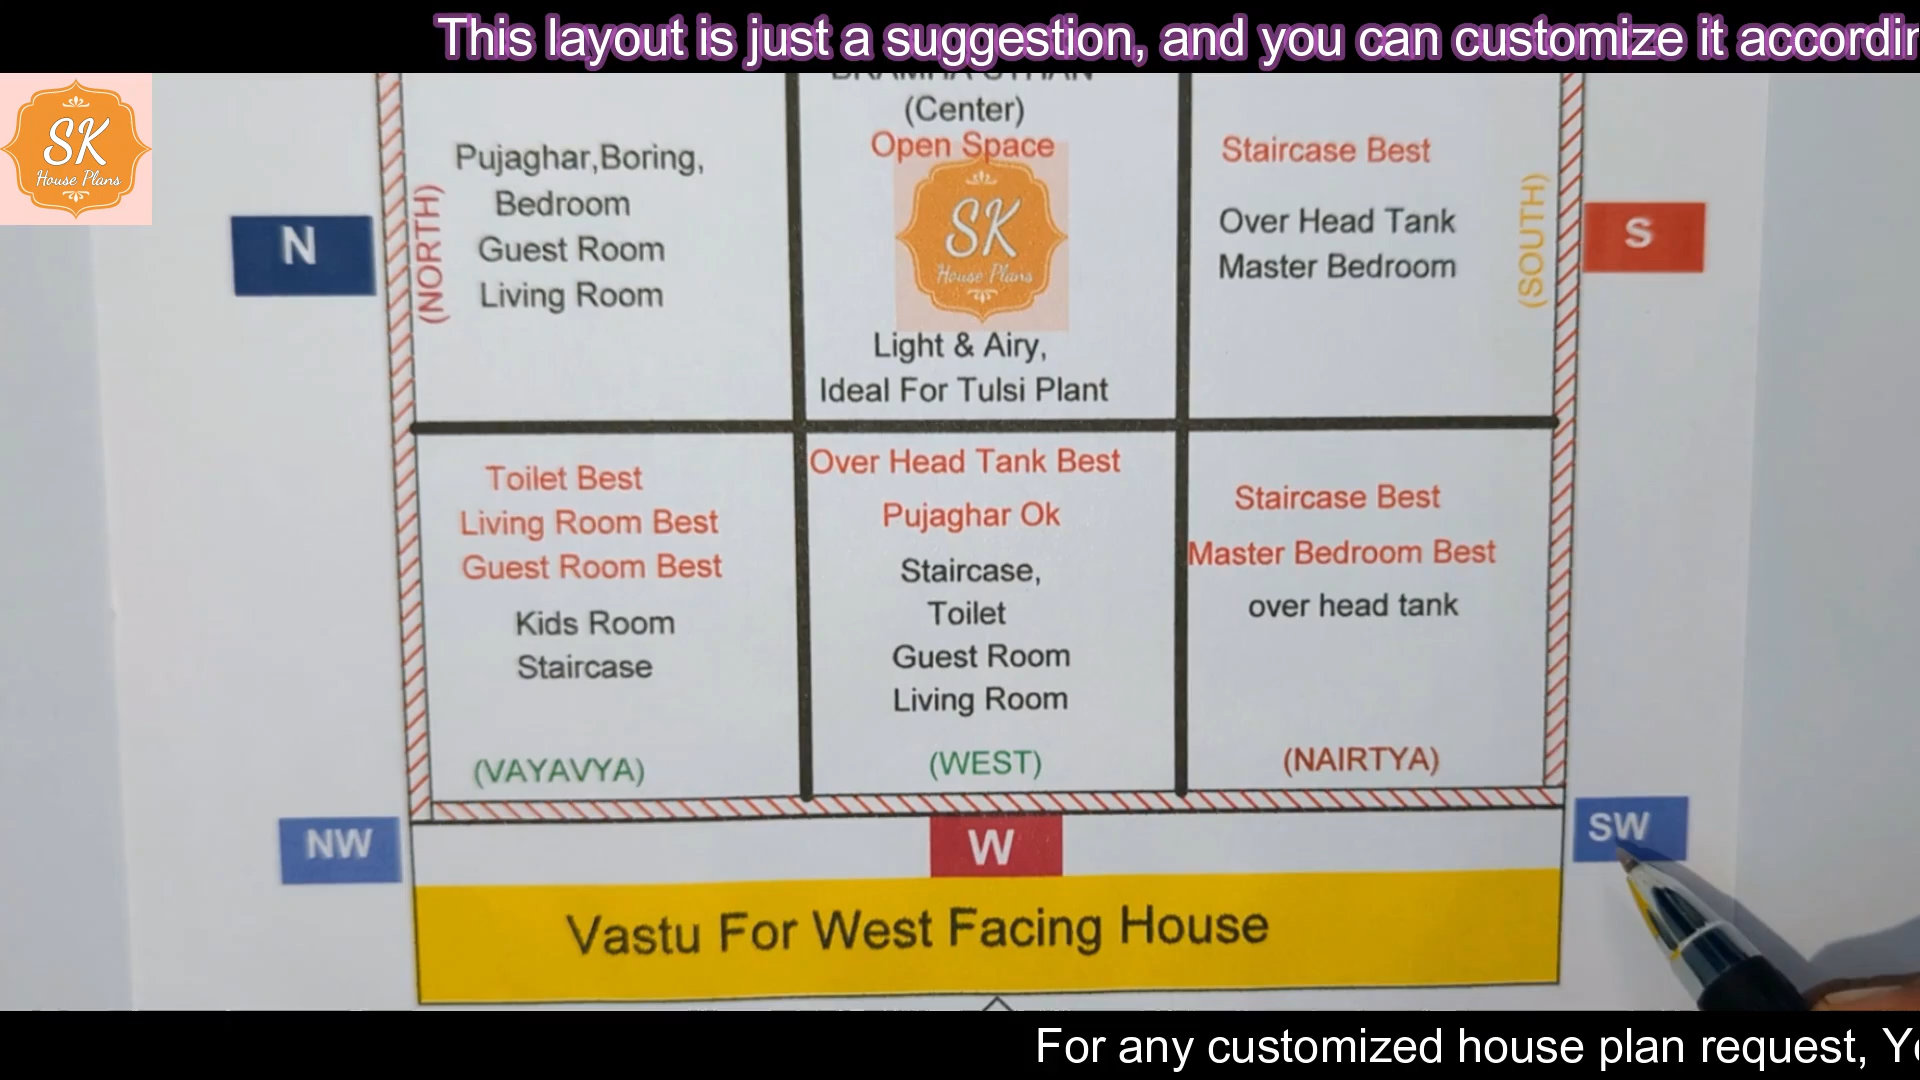 This layout is just a suggestion, and you can customize it accordin
SK
House Plans
BRAMHA STHAN
(Center)
Open Space
SK
House Plans
Light & Airy,
Ideal For Tulsi Plant
Pujaghar,Boring,
Bedroom
Guest Room
Living Room
(NORTH)
N
Staircase Best
Over Head Tank
Master Bedroom
(SOUTH)
S
Toilet Best
Living Room Best
Guest Room Best
Kids Room
Staircase
(VAYAVYA)
Over Head Tank Best
Pujaghar Ok
Staircase,
Toilet
Guest Room
Living Room
(WEST)
Staircase Best
Master Bedroom Best
over head tank
(NAIRTYA)
NW
W
SW
Vastu For West Facing House
For any customized house plan request, Y